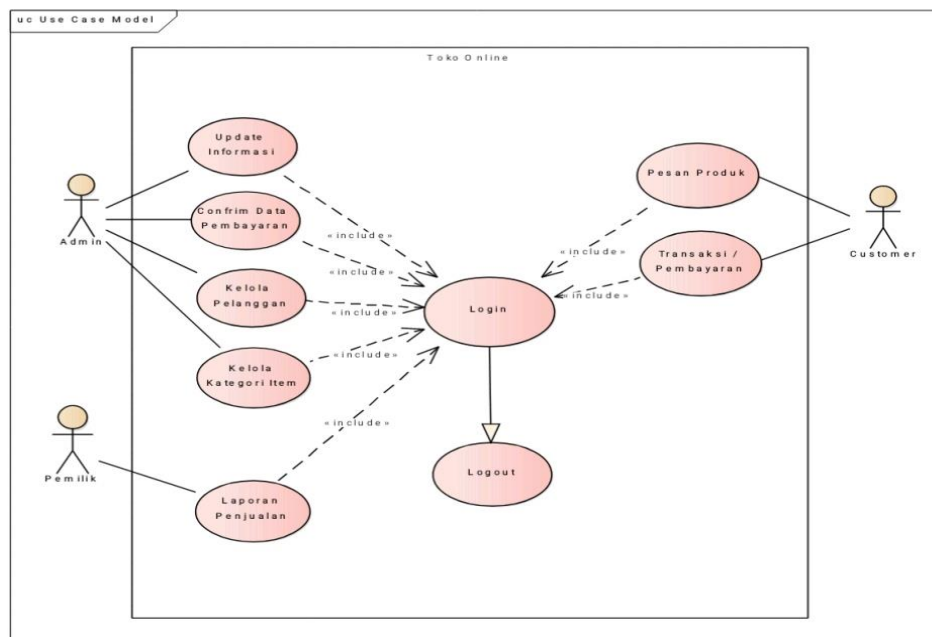 uc Use Case Model
Toko Online
Update
Informasi
Confrim Data
Pembayaran
Admin
Kelola
Pelanggan
Kelola
Kategori Item
Pemilik
Laporan
Penjualan
«include»
«include»
«include»
«include»
«include»
Login
Logout
«include»
«include»
Pesan Produk
Transaksi /
Pembayaran
Customer